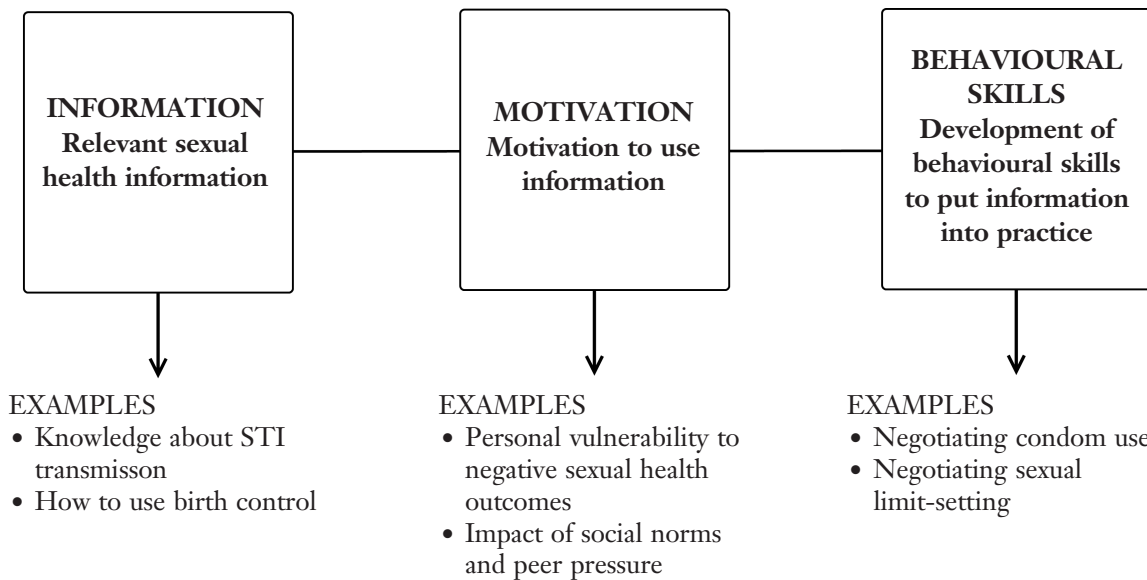 INFORMATION
Relevant sexual
health information
MOTIVATION
Motivation to use
information
BEHAVIOURAL
SKILLS
Development of
behavioural skills
to put information
into practice
EXAMPLES
• Knowledge about STI
transmisson
• How to use birth control
EXAMPLES
• Personal vulnerability to
negative sexual health
outcomes
• Impact of social norms
and peer pressure
EXAMPLES
• Negotiating condom use
• Negotiating sexual
limit-setting